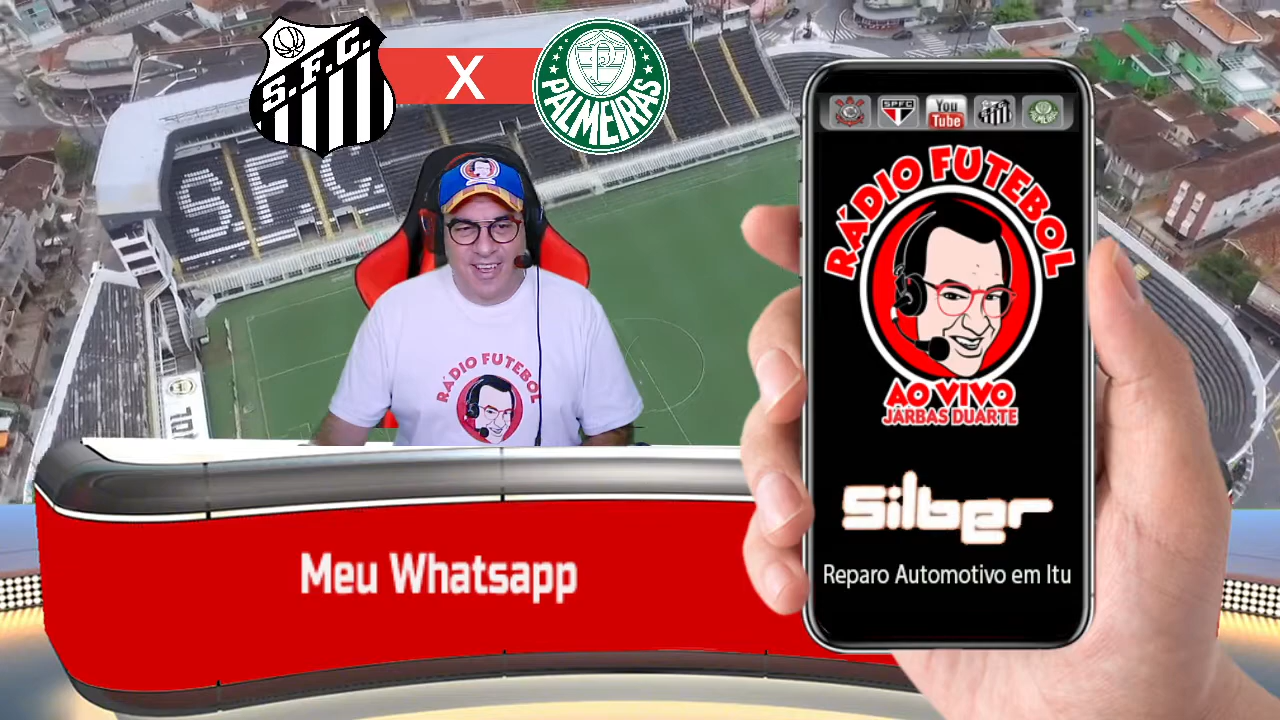 S.F.C.
X
PALMEIRAS
SPFC
You
Tube
RÁDIO FUTEBOL
AO VIVO
JARBAS DUARTE
SFC
RÁDIO FUTEBOL
Silber
Reparo Automotivo em Itu
Meu Whatsapp